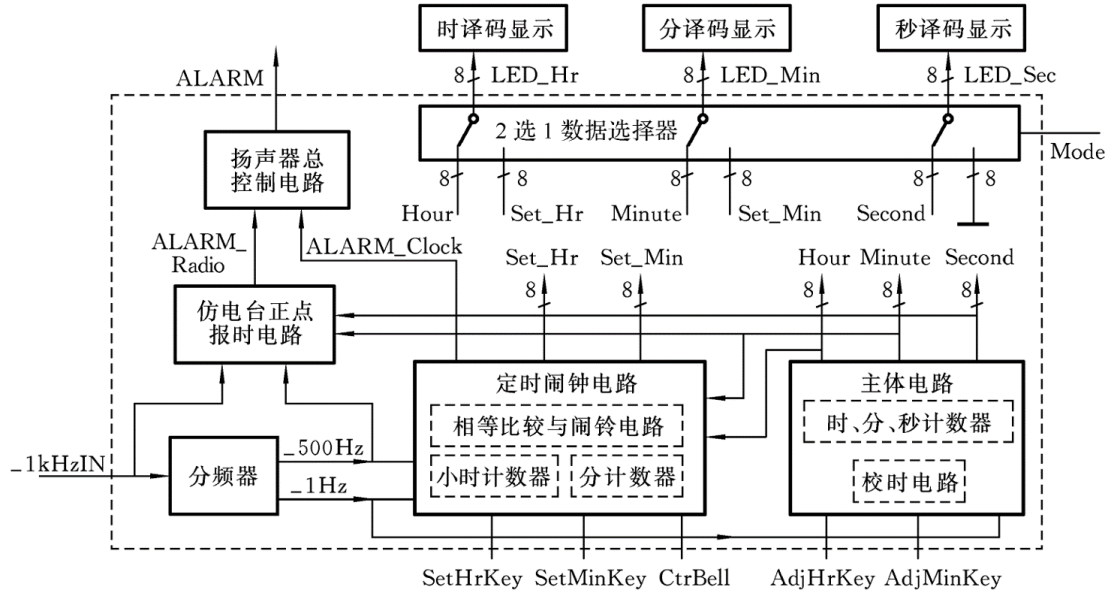 时译码显示
分译码显示
秒译码显示
8
LED_Hr
8
LED_Min
8
LED_Sec
ALARM
2选1数据选择器
Mode
扬声器总
控制电路
8
8
8
8
8
8
Hour
Set_Hr
Minute
Set_Min
Second
ALARM_
Radio
ALARM_Clock
Set_Hr
Set_Min
Hour
Minute
Second
8
8
8
8
8
仿电台正点
报时电路
定时闹钟电路
主体电路
相等比较与闹铃电路
时、分、秒计数器
_1kHzIN
分频器
_500Hz
_1Hz
小时计数器
分计数器
校时电路
SetHrKey
SetMinKey
CtrBell
AdjHrKey
AdjMinKey